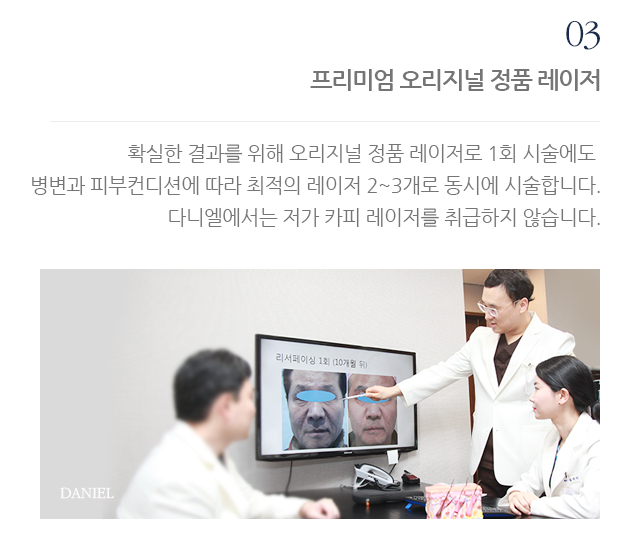 03
프리미엄 오리지널 정품 레이저
확실한 결과를 위해 오리지널 정품 레이저로 1회 시술에도
병변과 피부컨디션에 따라 최적의 레이저 2~3개로 동시에 시술합니다.
다니엘에서는 저가 카피 레이저를 취급하지 않습니다.
리서페이싱 1회 (10개월 뒤)
DANIEL